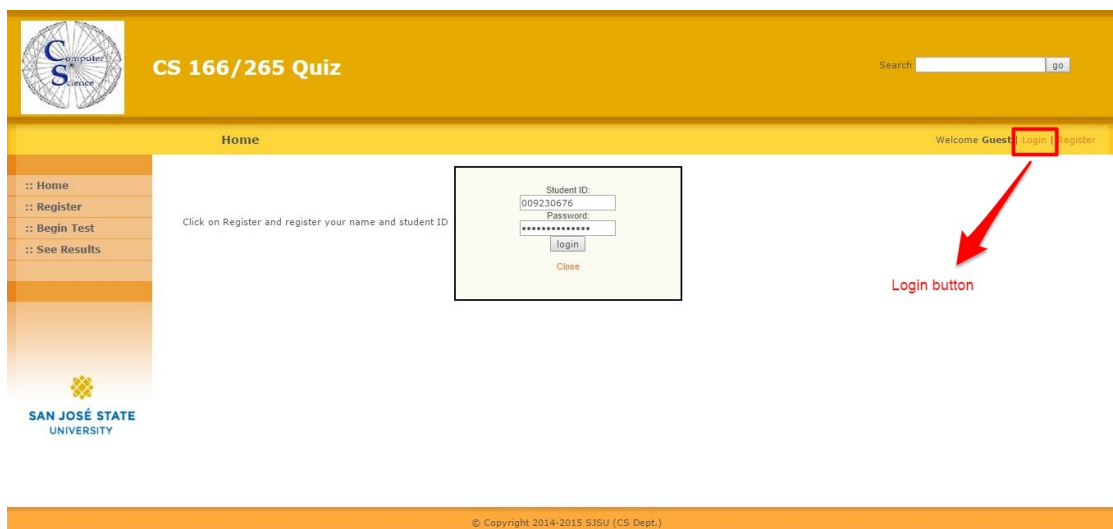 Computer
Science
CS 166/265 Quiz
Search
go
Home
Welcome Guest | Login | Register
:: Home
:: Register
:: Begin Test
:: See Results
Click on Register and register your name and student ID
Student ID:
009230676
Password:
••••••••••••••
login
Close
Login button
SAN JOSÉ STATE
UNIVERSITY
© Copyright 2014-2015 SJSU (CS Dept.)